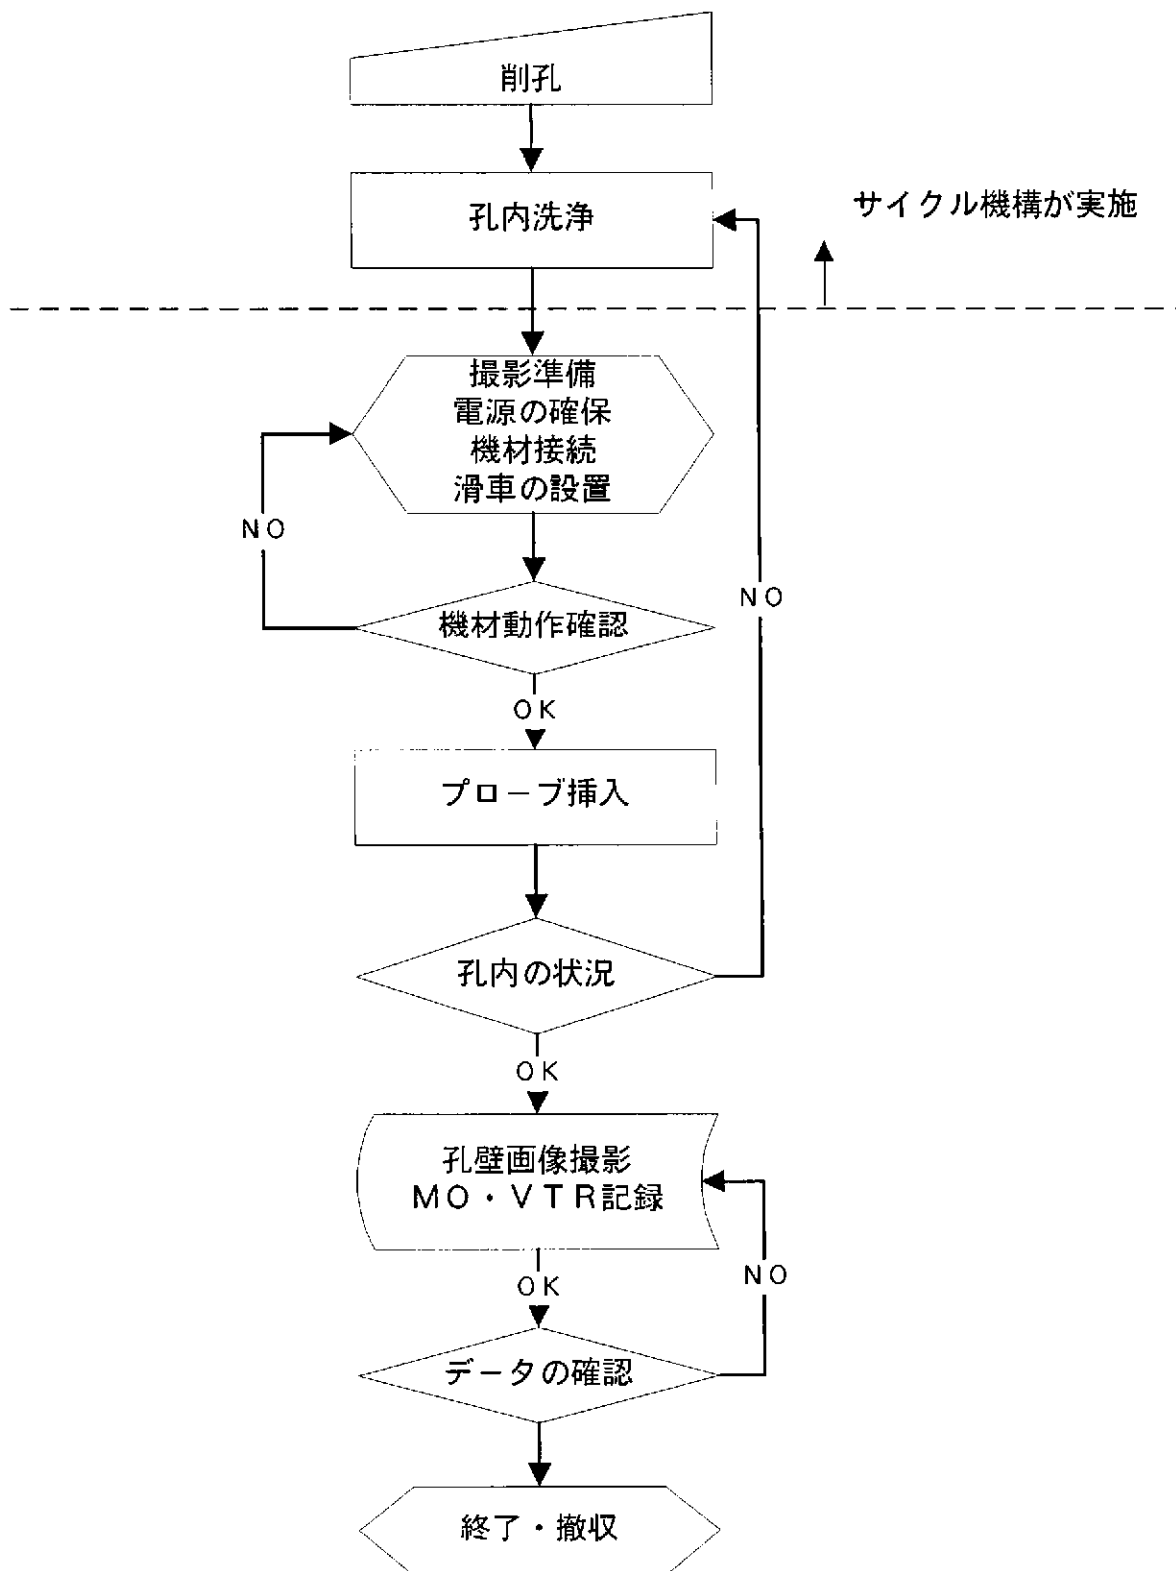 削孔
孔内洗浄
サイクル機構が実施
撮影準備
電源の確保
機材接続
滑車の設置
NO
機材動作確認
NO
OK
プローブ挿入
孔内の状況
OK
孔壁画像撮影
MO・VTR記録
OK
NO
データの確認
終了・撤収